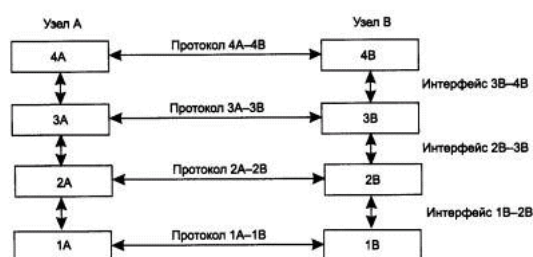 Узел А Узел В
4А Протокол 4А–4В 4В
Интерфейс 3В–4В
3А Протокол 3А–3В 3В
Интерфейс 2В–3В
2А Протокол 2А–2В 2В
Интерфейс 1В–2В
1А Протокол 1А–1В 1В